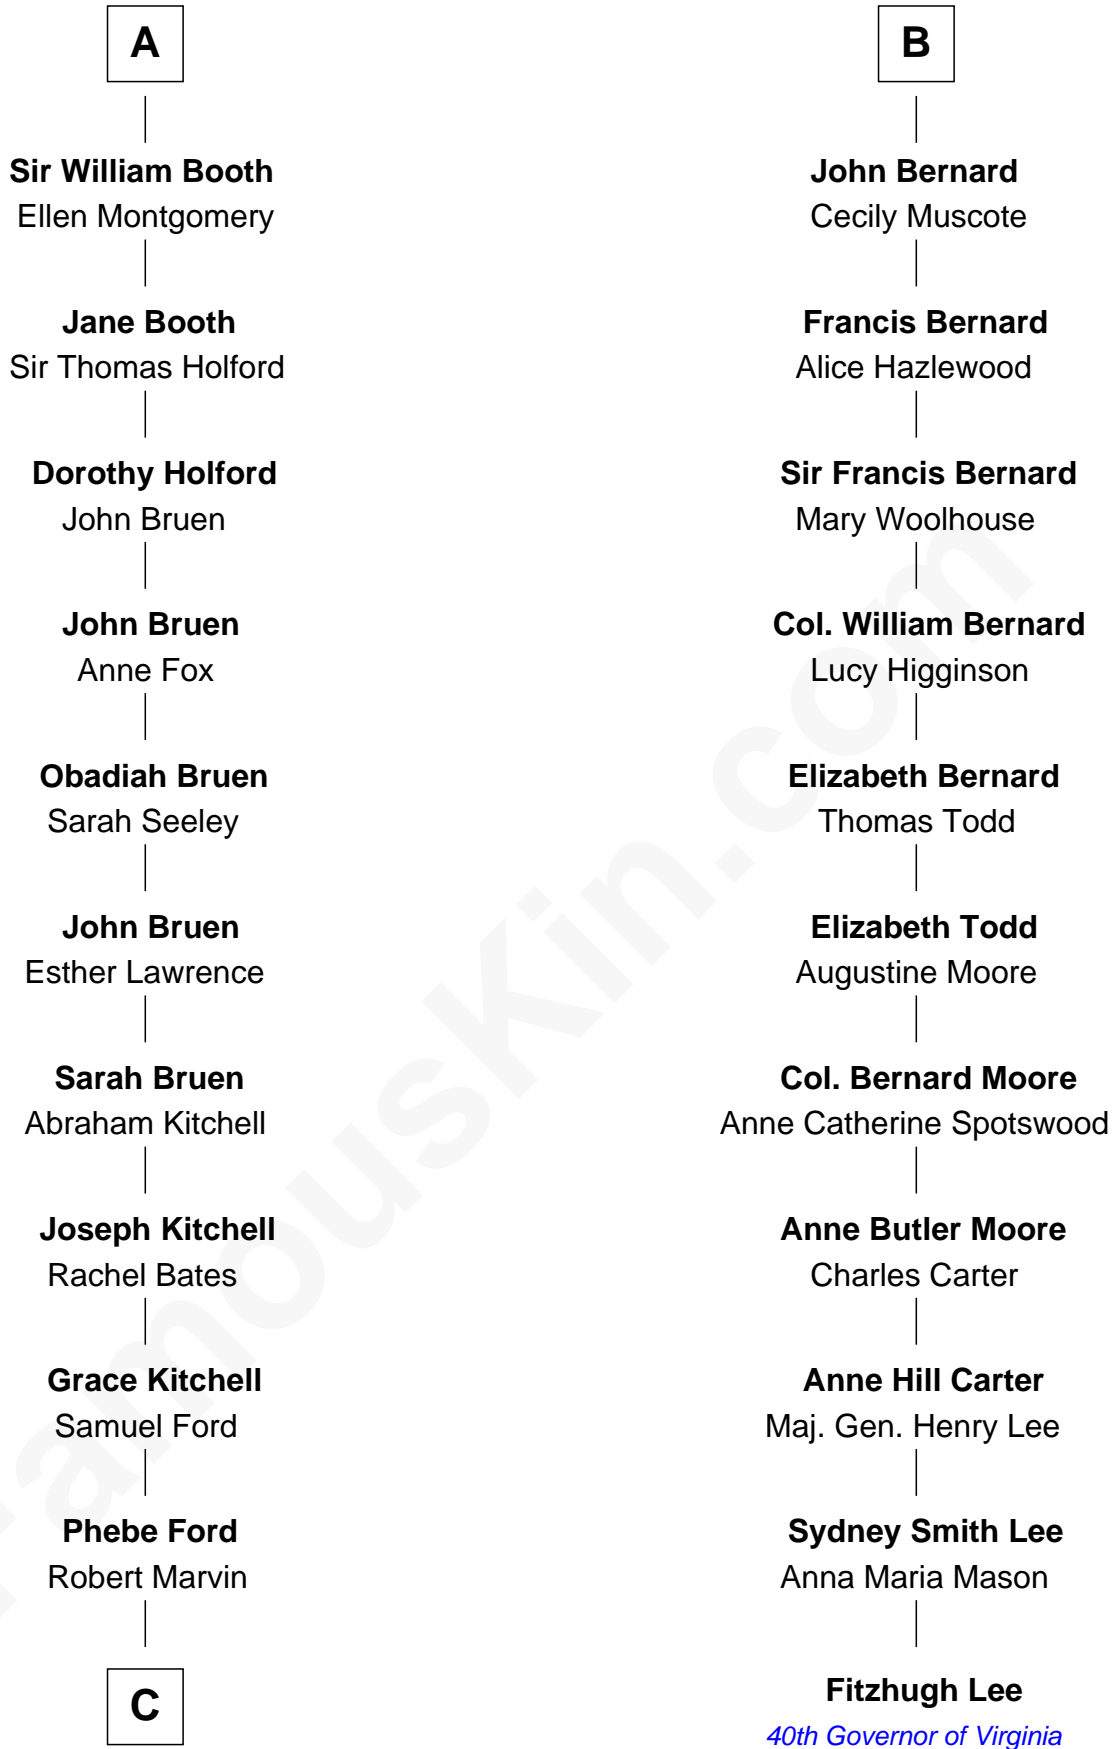 A
Sir William Booth
Ellen Montgomery
Jane Booth
Sir Thomas Holford
Dorothy Holford
John Bruen
John Bruen
Anne Fox
Obadiah Bruen
Sarah Seeley
John Bruen
Esther Lawrence
Sarah Bruen
Abraham Kitchell
Joseph Kitchell
Rachel Bates
Grace Kitchell
Samuel Ford
Phebe Ford
Robert Marvin
C
B
John Bernard
Cecily Muscote
Francis Bernard
Alice Hazlewood
Sir Francis Bernard
Mary Woolhouse
Col. William Bernard
Lucy Higginson
Elizabeth Bernard
Thomas Todd
Elizabeth Todd
Augustine Moore
Col. Bernard Moore
Anne Catherine Spotswood
Anne Butler Moore
Charles Carter
Anne Hill Carter
Maj. Gen. Henry Lee
Sydney Smith Lee
Anna Maria Mason
Fitzhugh Lee
40th Governor of Virginia
FamousKin.com